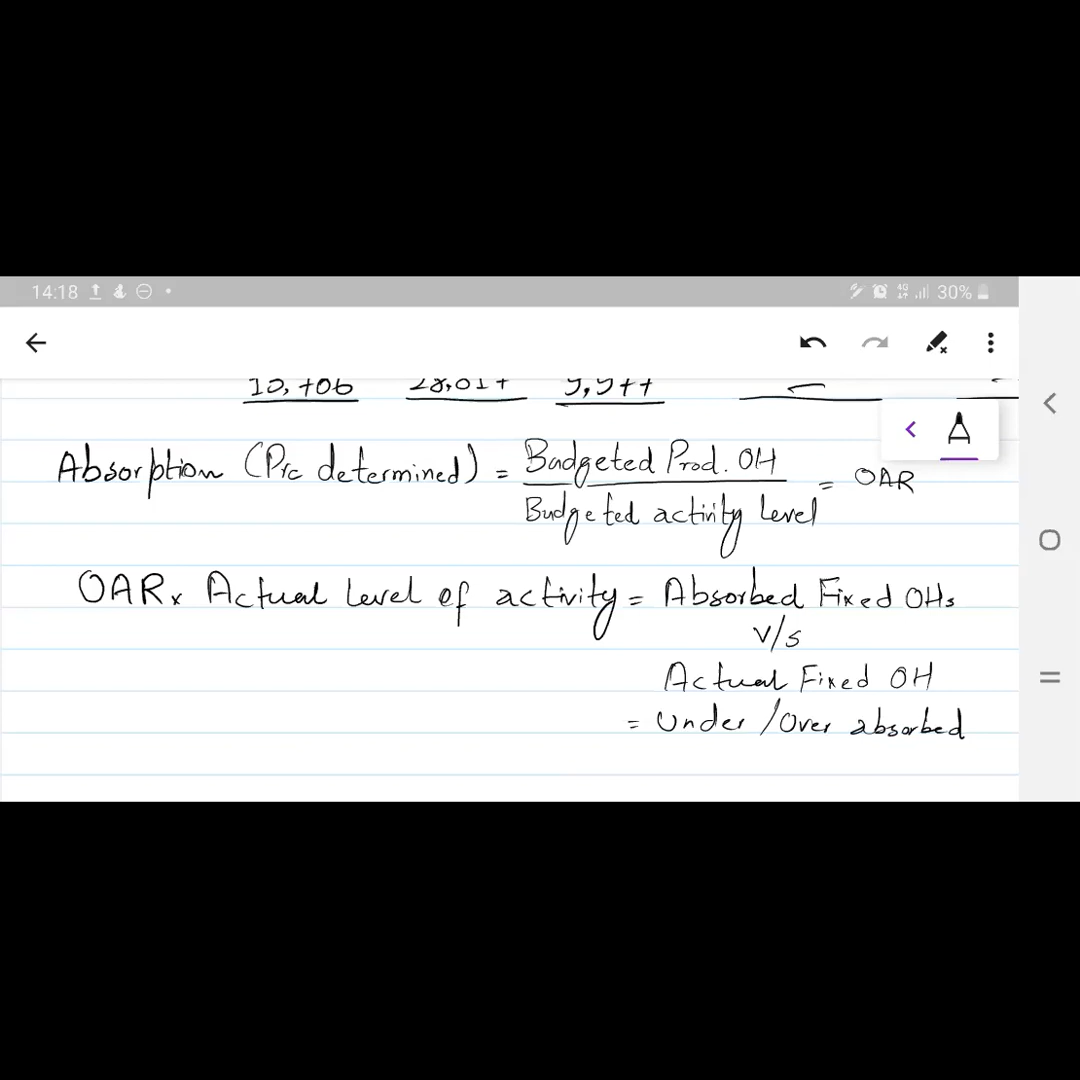 14:18
4G 30%
Absorption (Pre determined) = Budgeted Prod. OH = OAR
Budgeted activity Level
OAR x Actual Level of activity = Absorbed Fixed OHs
V/s
Actual Fixed OH
= Under / Over absorbed